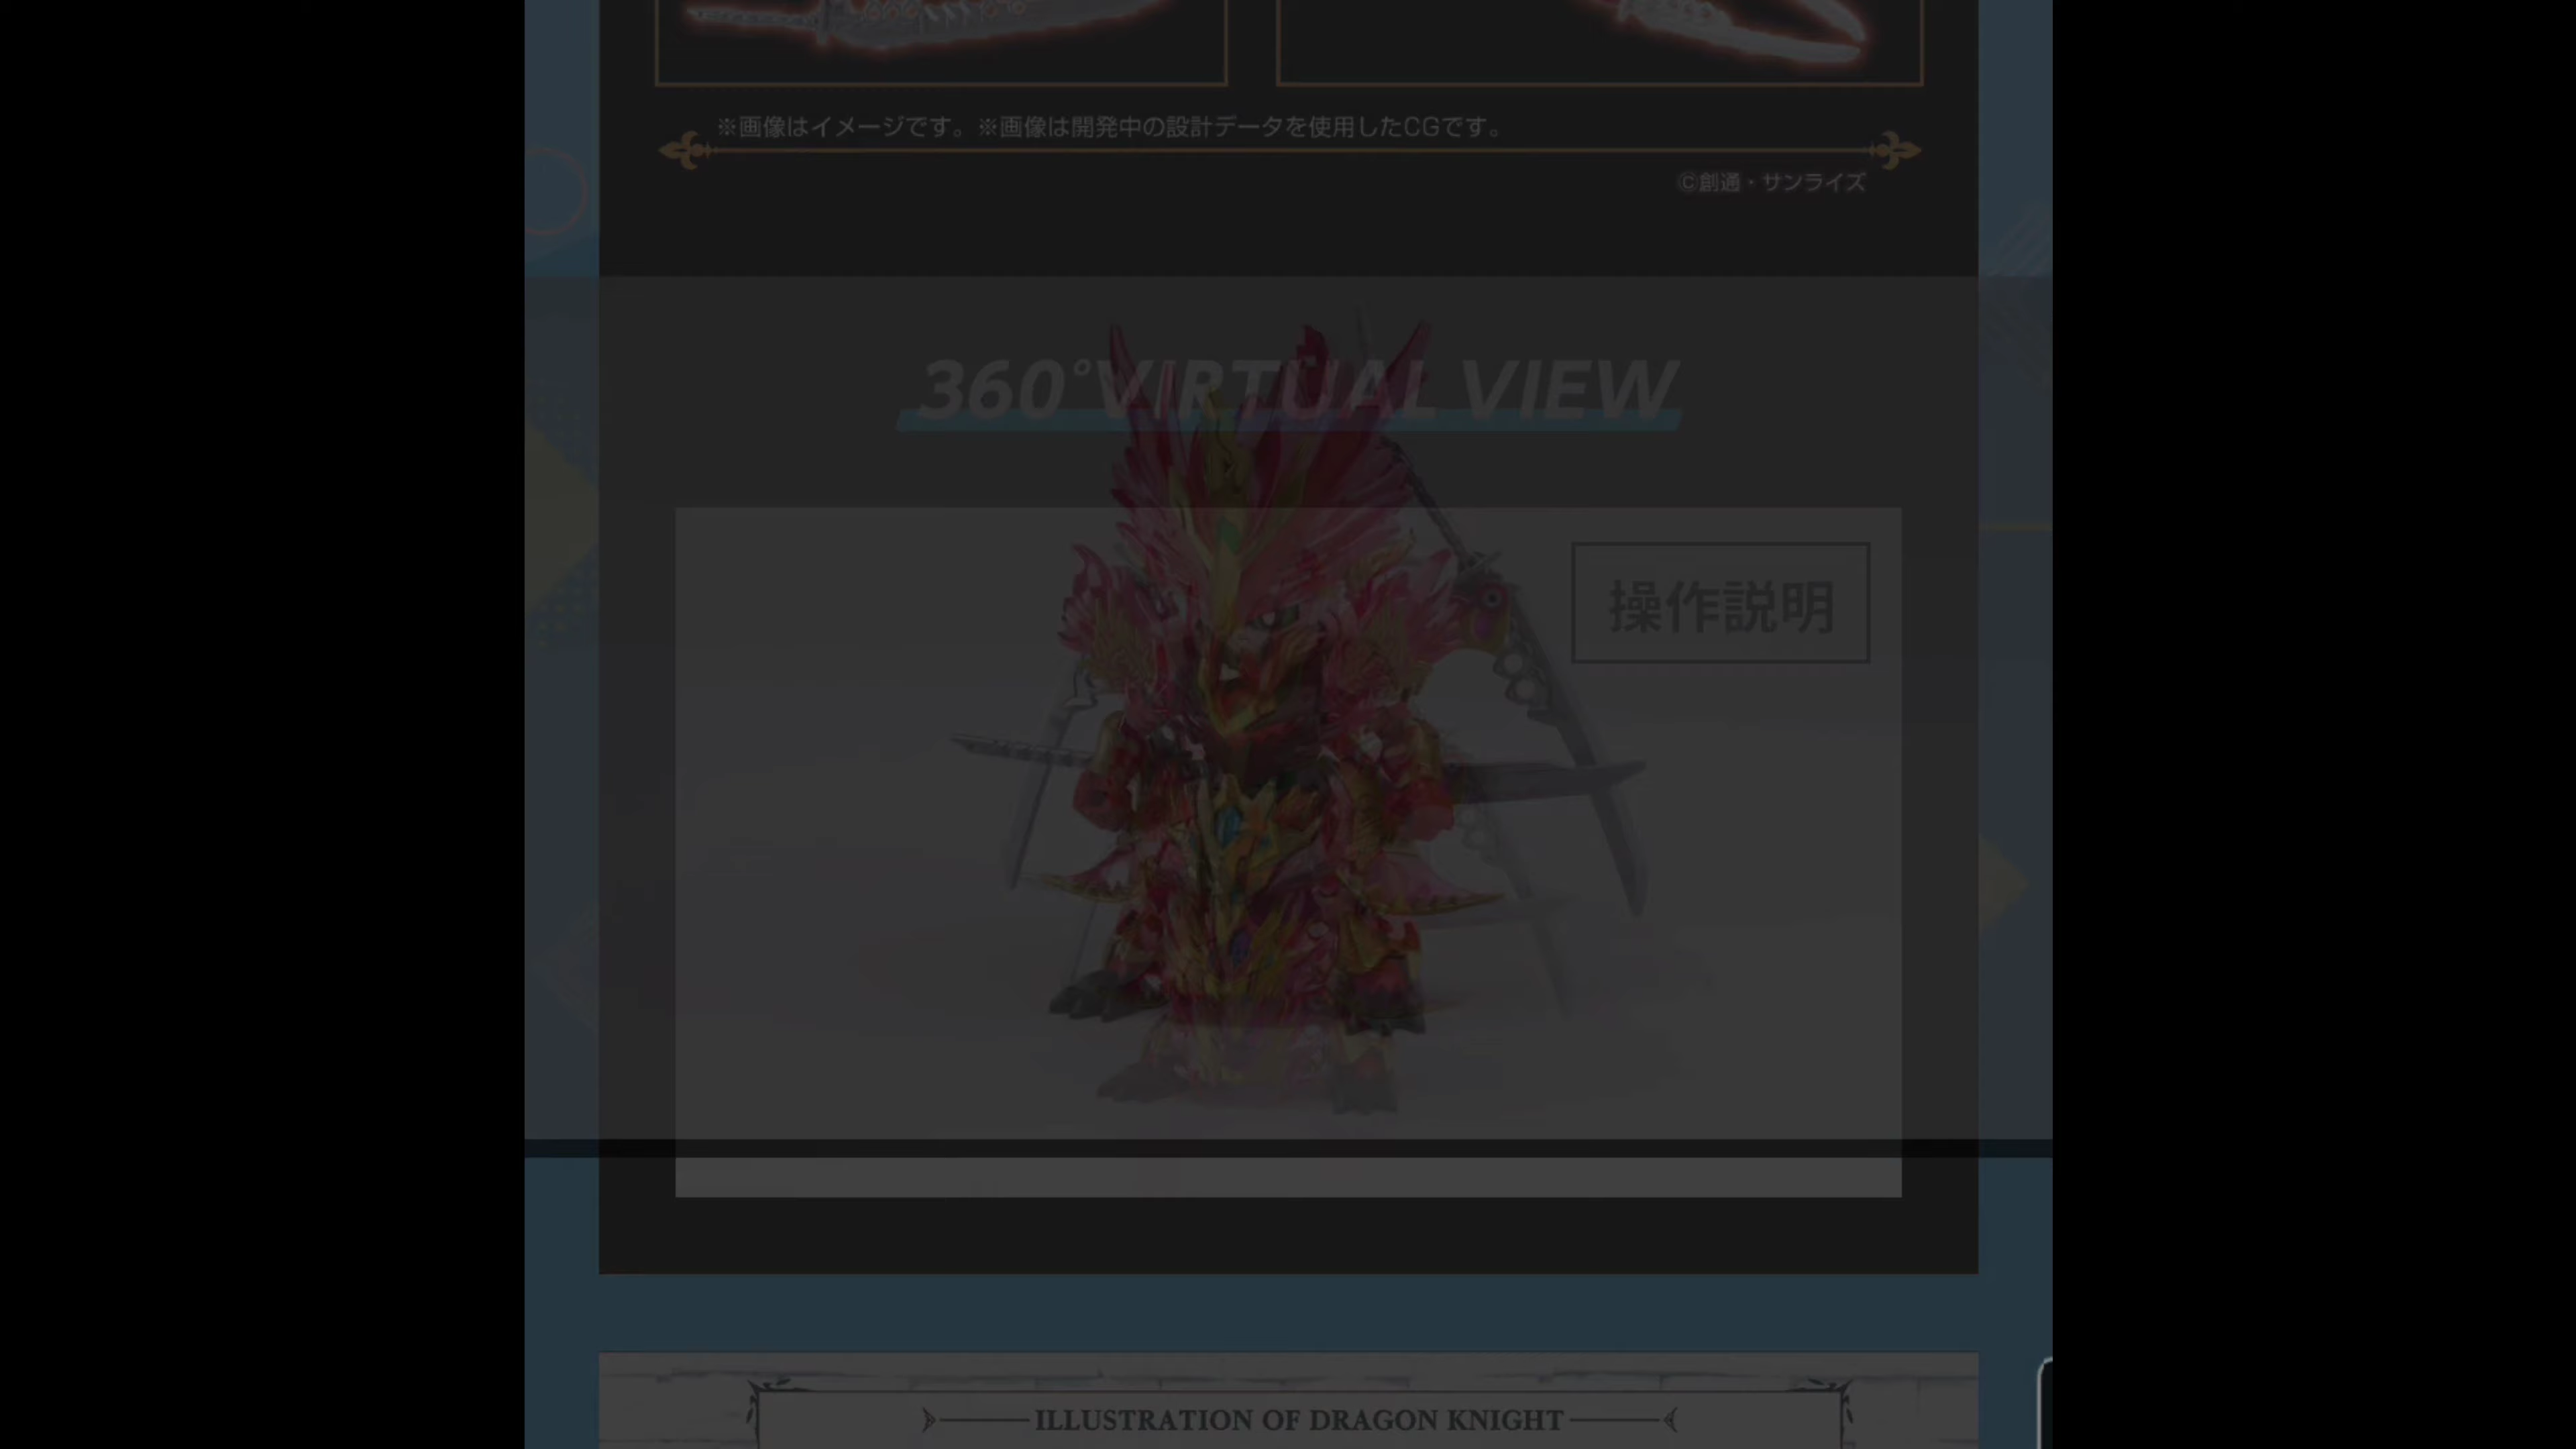 ※画像はイメージです。※画像は開発中の設計データを使用したCGです。
©創通・サンライズ
360°VIRTUAL VIEW
操作説明
ILLUSTRATION OF DRAGON KNIGHT